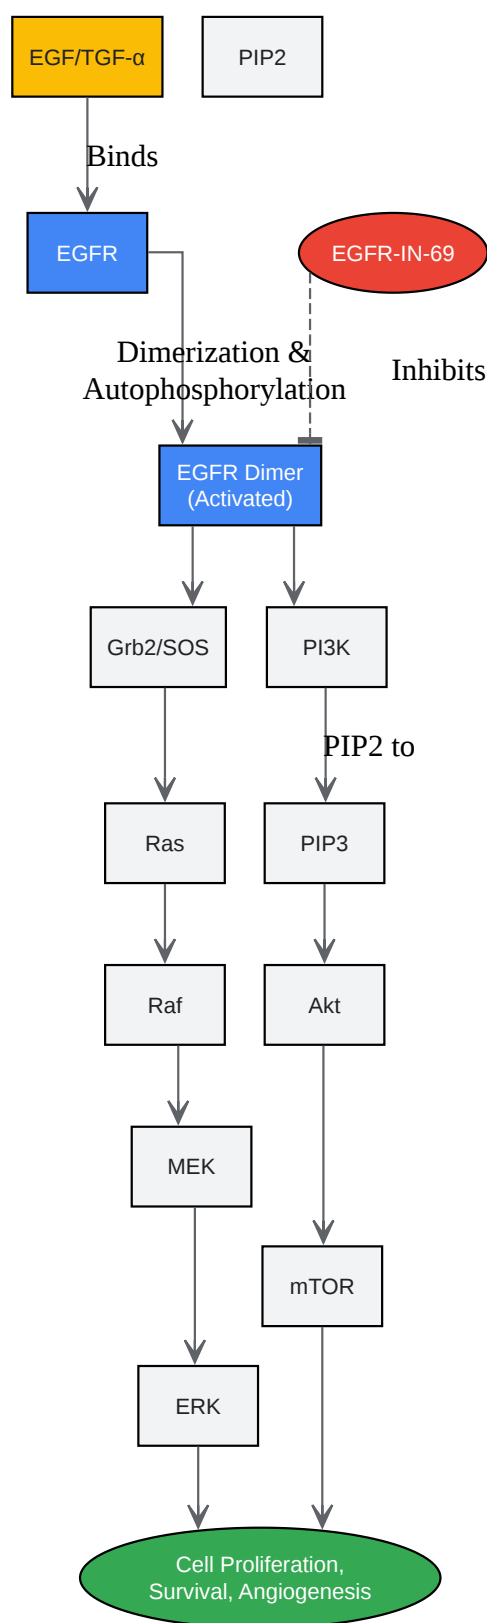 EGF/TGF-α
PIP2
Binds
EGFR
EGFR-IN-69
Dimerization &
Autophosphorylation
Inhibits
EGFR Dimer
(Activated)
Grb2/SOS
PI3K
PIP2 to
Ras
PIP3
Raf
Akt
MEK
mTOR
ERK
Cell Proliferation,
Survival, Angiogenesis